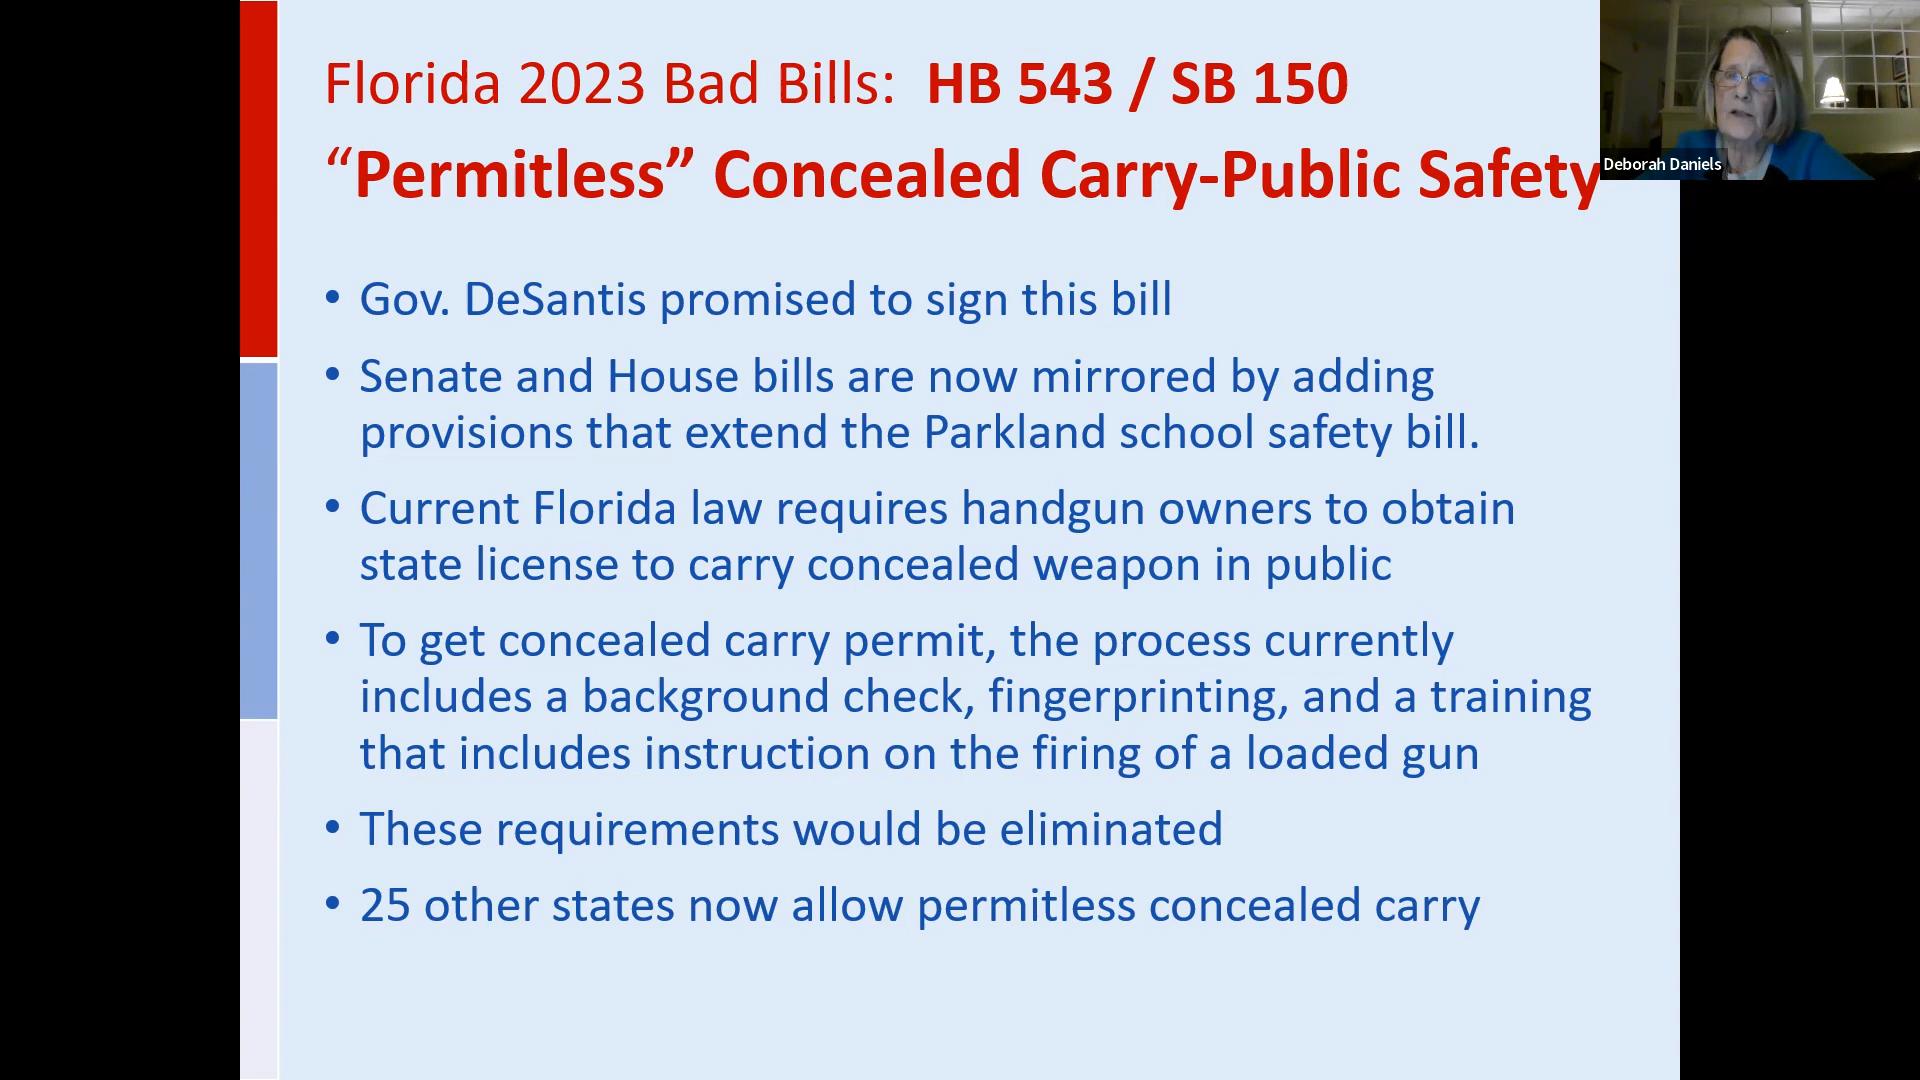 Florida 2023 Bad Bills: HB 543 / SB 150
“Permitless” Concealed Carry-Public Safety
Deborah Daniels
• Gov. DeSantis promised to sign this bill
• Senate and House bills are now mirrored by adding
provisions that extend the Parkland school safety bill.
• Current Florida law requires handgun owners to obtain
state license to carry concealed weapon in public
• To get concealed carry permit, the process currently
includes a background check, fingerprinting, and a training
that includes instruction on the firing of a loaded gun
• These requirements would be eliminated
• 25 other states now allow permitless concealed carry